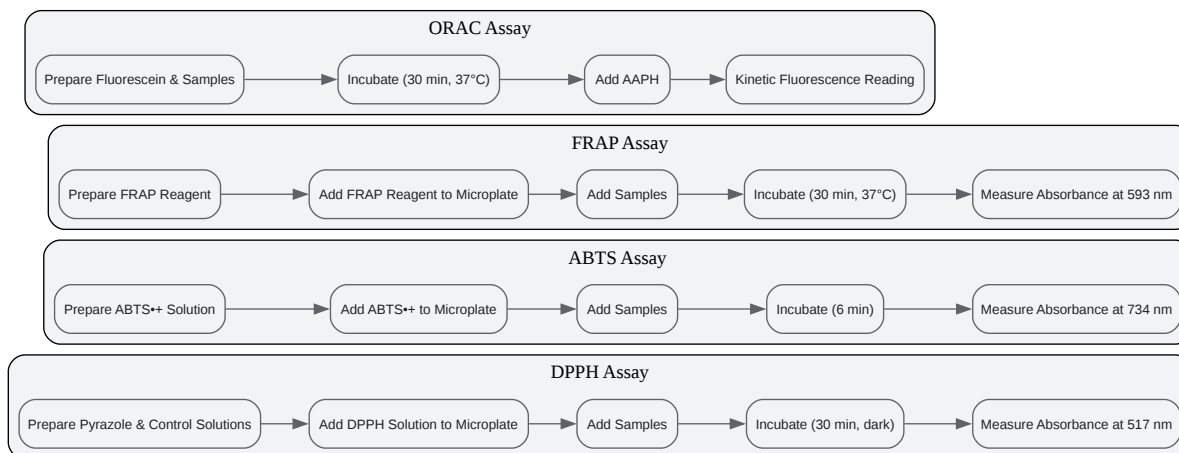 ORAC Assay
Prepare Fluorescein & Samples
Incubate (30 min, 37°C)
Add AAPH
Kinetic Fluorescence Reading
FRAP Assay
Prepare FRAP Reagent
Add FRAP Reagent to Microplate
Add Samples
Incubate (30 min, 37°C)
Measure Absorbance at 593 nm
ABTS Assay
Prepare ABTS•+ Solution
Add ABTS•+ to Microplate
Add Samples
Incubate (6 min)
Measure Absorbance at 734 nm
DPPH Assay
Prepare Pyrazole & Control Solutions
Add DPPH Solution to Microplate
Add Samples
Incubate (30 min, dark)
Measure Absorbance at 517 nm